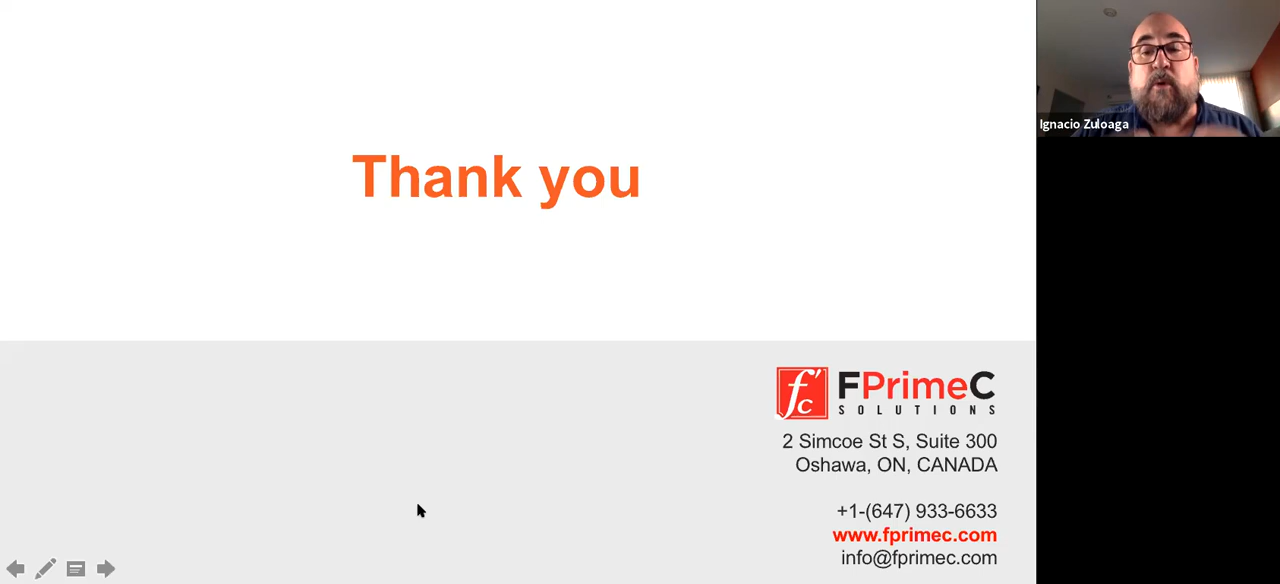 Thank you
Ignacio Zuloaga
f'c
FPrimeC
SOLUTIONS
2 Simcoe St S, Suite 300
Oshawa, ON, CANADA
+1-(647) 933-6633
www.fprimec.com
info@fprimec.com